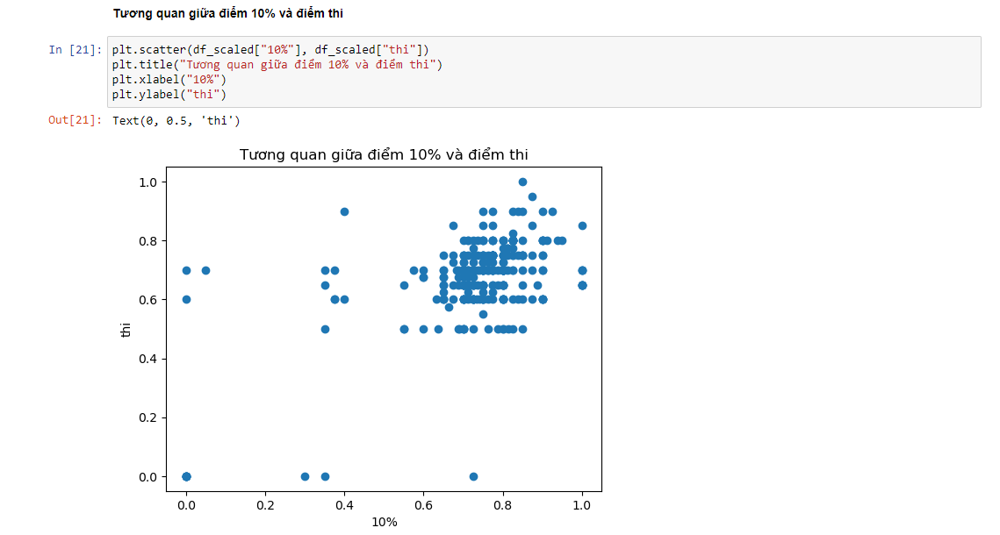 Tương quan giữa điểm 10% và điểm thi
In [21]: plt.scatter(df_scaled["10%"], df_scaled["thi"])
plt.title("Tương quan giữa điểm 10% và điểm thi")
plt.xlabel("10%")
plt.ylabel("thi")
Out[21]: Text(0, 0.5, 'thi')
Tương quan giữa điểm 10% và điểm thi
1.0
0.8
0.6
thi
0.4
0.2
0.0
0.0 0.2 0.4 0.6 0.8 1.0
10%